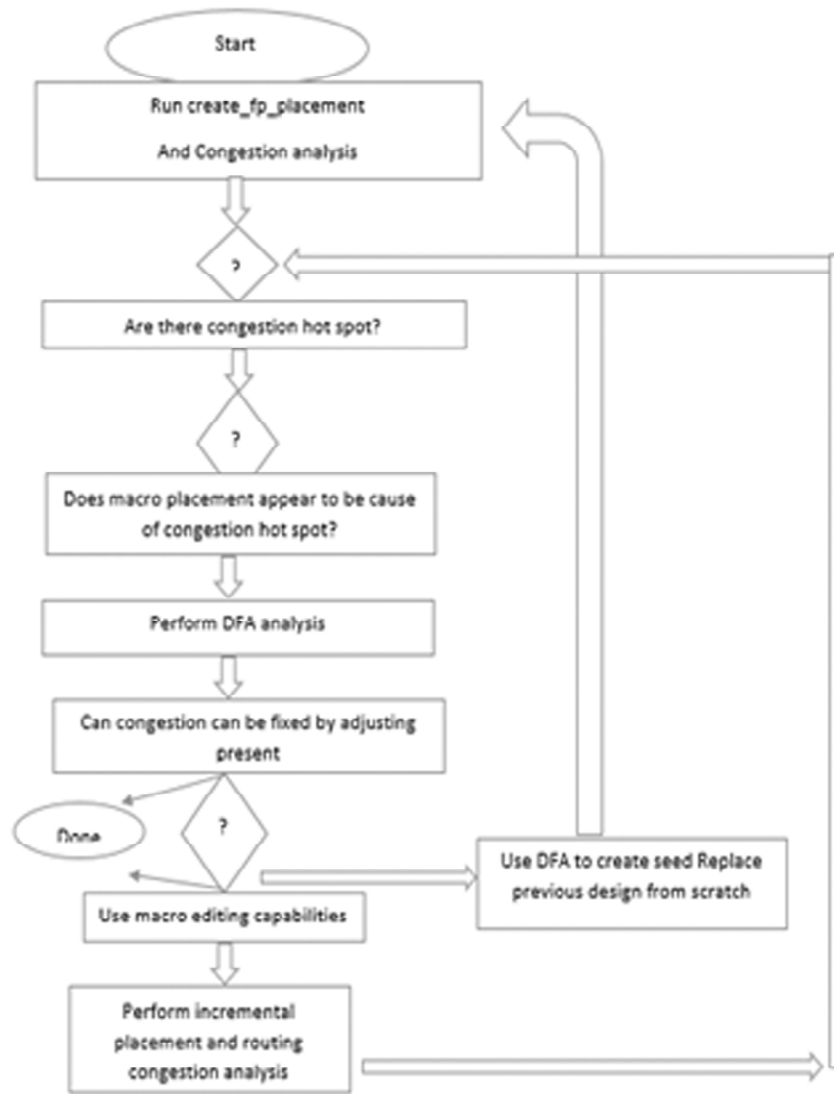 Start
Run create_fp_placement
And Congestion analysis
?
Are there congestion hot spot?
?
Does macro placement appear to be cause
of congestion hot spot?
Perform DFA analysis
Can congestion can be fixed by adjusting
present
Done
?
Use DFA to create seed Replace
previous design from scratch
Use macro editing capabilities
Perform incremental
placement and routing
congestion analysis